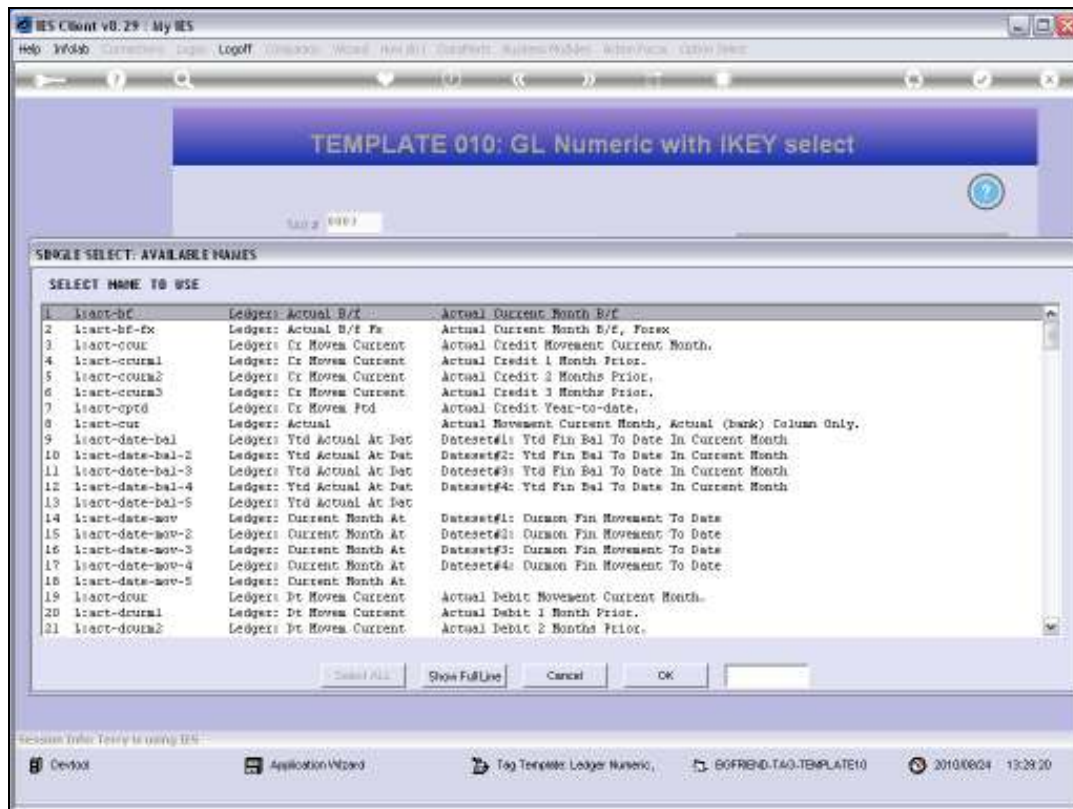 IES Client v8.29 : My IES
Help Infolab Logoff
TEMPLATE 010: GL Numeric with IKEY select
SINGLE SELECT: AVAILABLE NAMES
SELECT NAME TO USE
1 l:act-bf Ledger: Actual B/f Actual Current Month B/f
2 l:act-bf-fx Ledger: Actual B/f Fx Actual Current Month B/f, Forex
3 l:act-ccur Ledger: Cr Movem Current Actual Credit Movement Current Month.
4 l:act-ccurm1 Ledger: Cr Movem Current Actual Credit 1 Month Prior.
5 l:act-ccurm2 Ledger: Cr Movem Current Actual Credit 2 Months Prior.
6 l:act-ccurm3 Ledger: Cr Movem Current Actual Credit 3 Months Prior.
7 l:act-cptd Ledger: Cr Movem Ptd Actual Credit Year-to-date.
8 l:act-cur Ledger: Actual Actual Movement Current Month, Actual (bank) Column Only.
9 l:act-date-bal Ledger: Ytd Actual At Dat Dateset#1: Ytd Fin Bal To Date In Current Month
10 l:act-date-bal-2 Ledger: Ytd Actual At Dat Dateset#2: Ytd Fin Bal To Date In Current Month
11 l:act-date-bal-3 Ledger: Ytd Actual At Dat Dateset#3: Ytd Fin Bal To Date In Current Month
12 l:act-date-bal-4 Ledger: Ytd Actual At Dat Dateset#4: Ytd Fin Bal To Date In Current Month
13 l:act-date-bal-5 Ledger: Ytd Actual At Dat
14 l:act-date-mov Ledger: Current Month At Dateset#1: Curmon Fin Movement To Date
15 l:act-date-mov-2 Ledger: Current Month At Dateset#2: Curmon Fin Movement To Date
16 l:act-date-mov-3 Ledger: Current Month At Dateset#3: Curmon Fin Movement To Date
17 l:act-date-mov-4 Ledger: Current Month At Dateset#4: Curmon Fin Movement To Date
18 l:act-date-mov-5 Ledger: Current Month At
19 l:act-dcur Ledger: Dt Movem Current Actual Debit Movement Current Month.
20 l:act-dcurm1 Ledger: Dt Movem Current Actual Debit 1 Month Prior.
21 l:act-dcurm2 Ledger: Dt Movem Current Actual Debit 2 Months Prior.
Select ALL Show Full Line Cancel OK
Session Info: Terry is using IES
Devtool Application Wizard Tag Template: Ledger Numeric, BGFRIEND-TAG-TEMPLATE10 2010/08/24 13:29:20